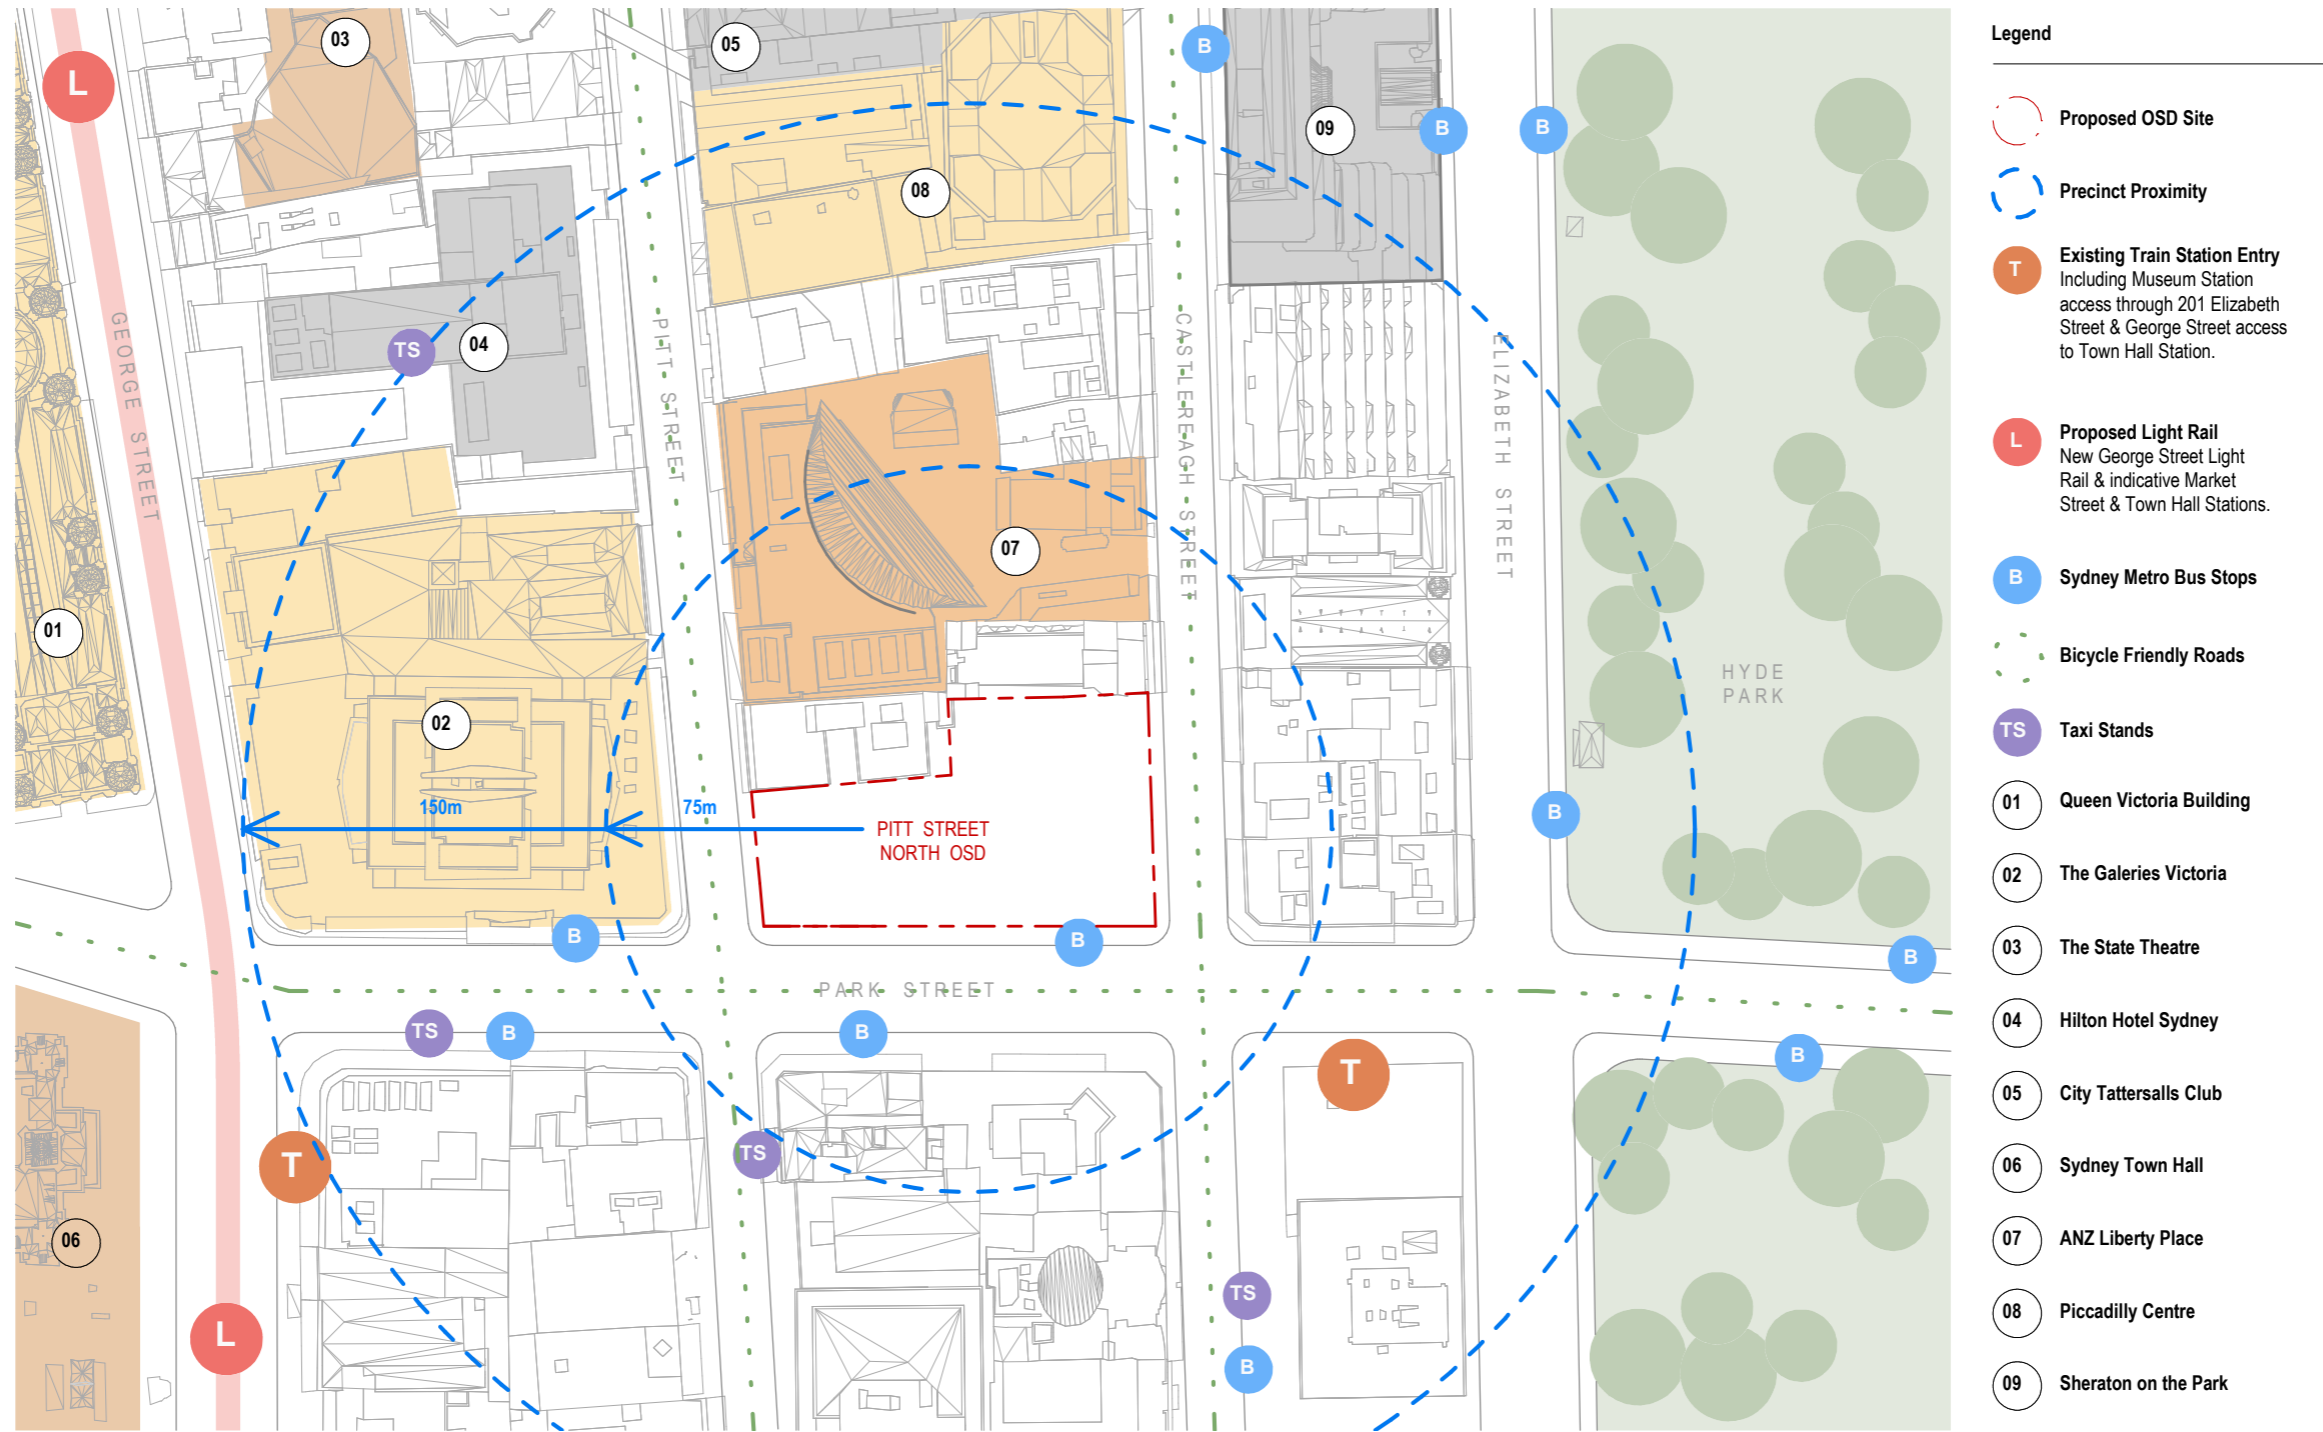 03
05
B
L
09
B
B
08
TS
04
GEORGE STREET
PITT STREET
CASTLEREAGH STREET
ELIZABETH STREET
07
01
HYDE
PARK
02
150m
75m
PITT STREET
NORTH OSD
B
B
B
B
PARK STREET
TS
B
B
B
T
T
TS
06
TS
L
B
Legend
Proposed OSD Site
Precinct Proximity
T
Existing Train Station Entry
Including Museum Station
access through 201 Elizabeth
Street & George Street access
to Town Hall Station.
L
Proposed Light Rail
New George Street Light
Rail & indicative Market
Street & Town Hall Stations.
B
Sydney Metro Bus Stops
Bicycle Friendly Roads
TS
Taxi Stands
01
Queen Victoria Building
02
The Galeries Victoria
03
The State Theatre
04
Hilton Hotel Sydney
05
City Tattersalls Club
06
Sydney Town Hall
07
ANZ Liberty Place
08
Piccadilly Centre
09
Sheraton on the Park